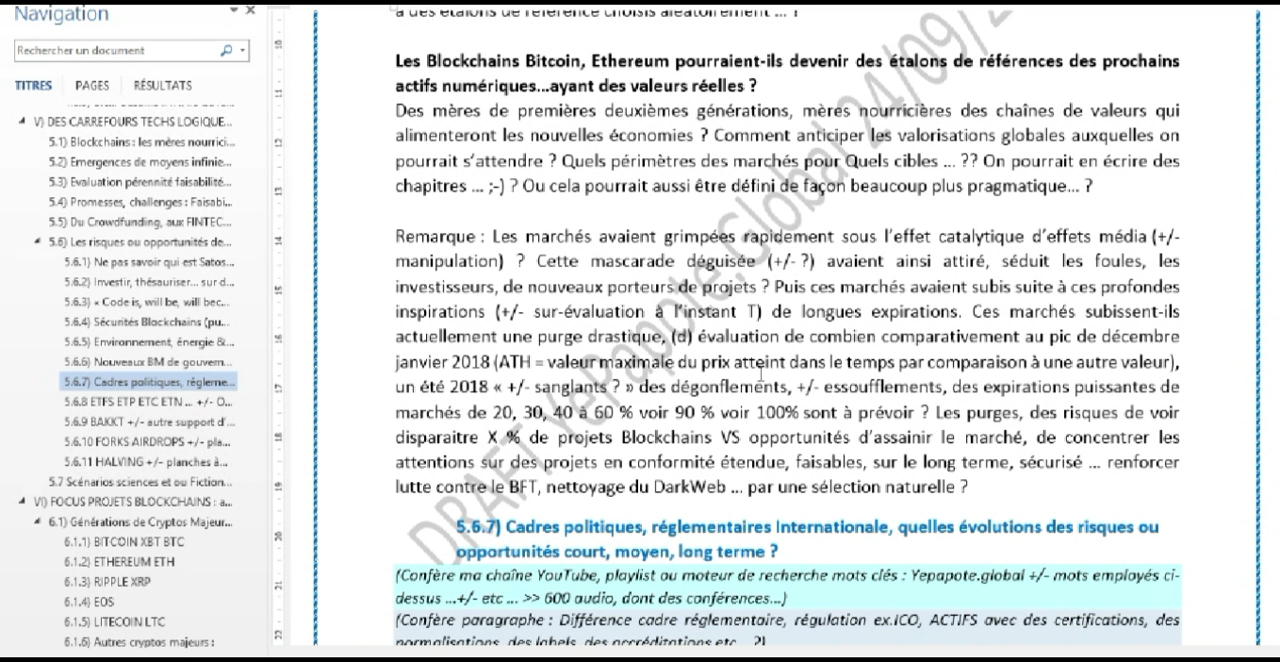 Navigation
Rechercher un document
TITRES PAGES RÉSULTATS
V) DES CARREFOURS TECHS LOGIQUE...
5.1) Blockchains : les mères nourrici...
5.2) Emergences de moyens infinie...
5.3) Evaluation pérennité faisabilité...
5.4) Promesses, challenges : Faisabi...
5.5) Du Crowdfunding, aux FINTEC...
5.6) Les risques ou opportunités de...
5.6.1) Ne pas savoir qui est Satos...
5.6.2) Investir, thésauriser... sur d...
5.6.3) « Code is, will be, will bec...
5.6.4) Sécurités Blockchains (pu...
5.6.5) Environnement, énergie &...
5.6.6) Nouveaux BM de gouvern...
5.6.7) Cadres politiques, régleme...
5.6.8 ETFS ETP ETC ETN ... +/- O...
5.6.9 BAKKT +/- autre support d'...
5.6.10 FORKS AIRDROPS +/- pla...
5.6.11 HALVING +/- planches à...
5.7 Scénarios sciences et ou Fiction...
VI) FOCUS PROJETS BLOCKCHAINS : a...
6.1) Générations de Cryptos Majeur...
6.1.1) BITCOIN XBT BTC
6.1.2) ETHEREUM ETH
6.1.3) RIPPLE XRP
6.1.4) EOS
6.1.5) LITECOIN LTC
6.1.6) Autres cryptos majeurs :
à des étalons de référence choisis aléatoirement ... ?
Les Blockchains Bitcoin, Ethereum pourraient-ils devenir des étalons de références des prochains
actifs numériques...ayant des valeurs réelles ?
Des mères de premières deuxièmes générations, mères nourricières des chaînes de valeurs qui
alimenteront les nouvelles économies ? Comment anticiper les valorisations globales auxquelles on
pourrait s'attendre ? Quels périmètres des marchés pour Quels cibles ... ?? On pourrait en écrire des
chapitres ... ;-) ? Ou cela pourrait aussi être défini de façon beaucoup plus pragmatique... ?
Remarque : Les marchés avaient grimpées rapidement sous l'effet catalytique d'effets média (+/-
manipulation) ? Cette mascarade déguisée (+/- ?) avaient ainsi attiré, séduit les foules, les
investisseurs, de nouveaux porteurs de projets ? Puis ces marchés avaient subis suite à ces profondes
inspirations (+/- sur-évaluation à l'instant T) de longues expirations. Ces marchés subissent-ils
actuellement une purge drastique, (d) évaluation de combien comparativement au pic de décembre
janvier 2018 (ATH = valeur maximale du prix atteint dans le temps par comparaison à une autre valeur),
un été 2018 « +/- sanglants ? » des dégonflements, +/- essoufflements, des expirations puissantes de
marchés de 20, 30, 40 à 60 % voir 90 % voir 100% sont à prévoir ? Les purges, des risques de voir
disparaitre X % de projets Blockchains VS opportunités d'assainir le marché, de concentrer les
attentions sur des projets en conformité étendue, faisables, sur le long terme, sécurisé ... renforcer
lutte contre le BFT, nettoyage du DarkWeb ... par une sélection naturelle ?
5.6.7) Cadres politiques, réglementaires Internationale, quelles évolutions des risques ou
opportunités court, moyen, long terme ?
(Confère ma chaîne YouTube, playlist ou moteur de recherche mots clés : Yepapote.global +/- mots employés ci-
dessus ...+/- etc ... >> 600 audio, dont des conférences...)
(Confère paragraphe : Différence cadre réglementaire, régulation ex.ICO, ACTIFS avec des certifications, des
normalisations, des labels, des accréditations etc... ?)
DRAFT YePapote.Global 24/09/2